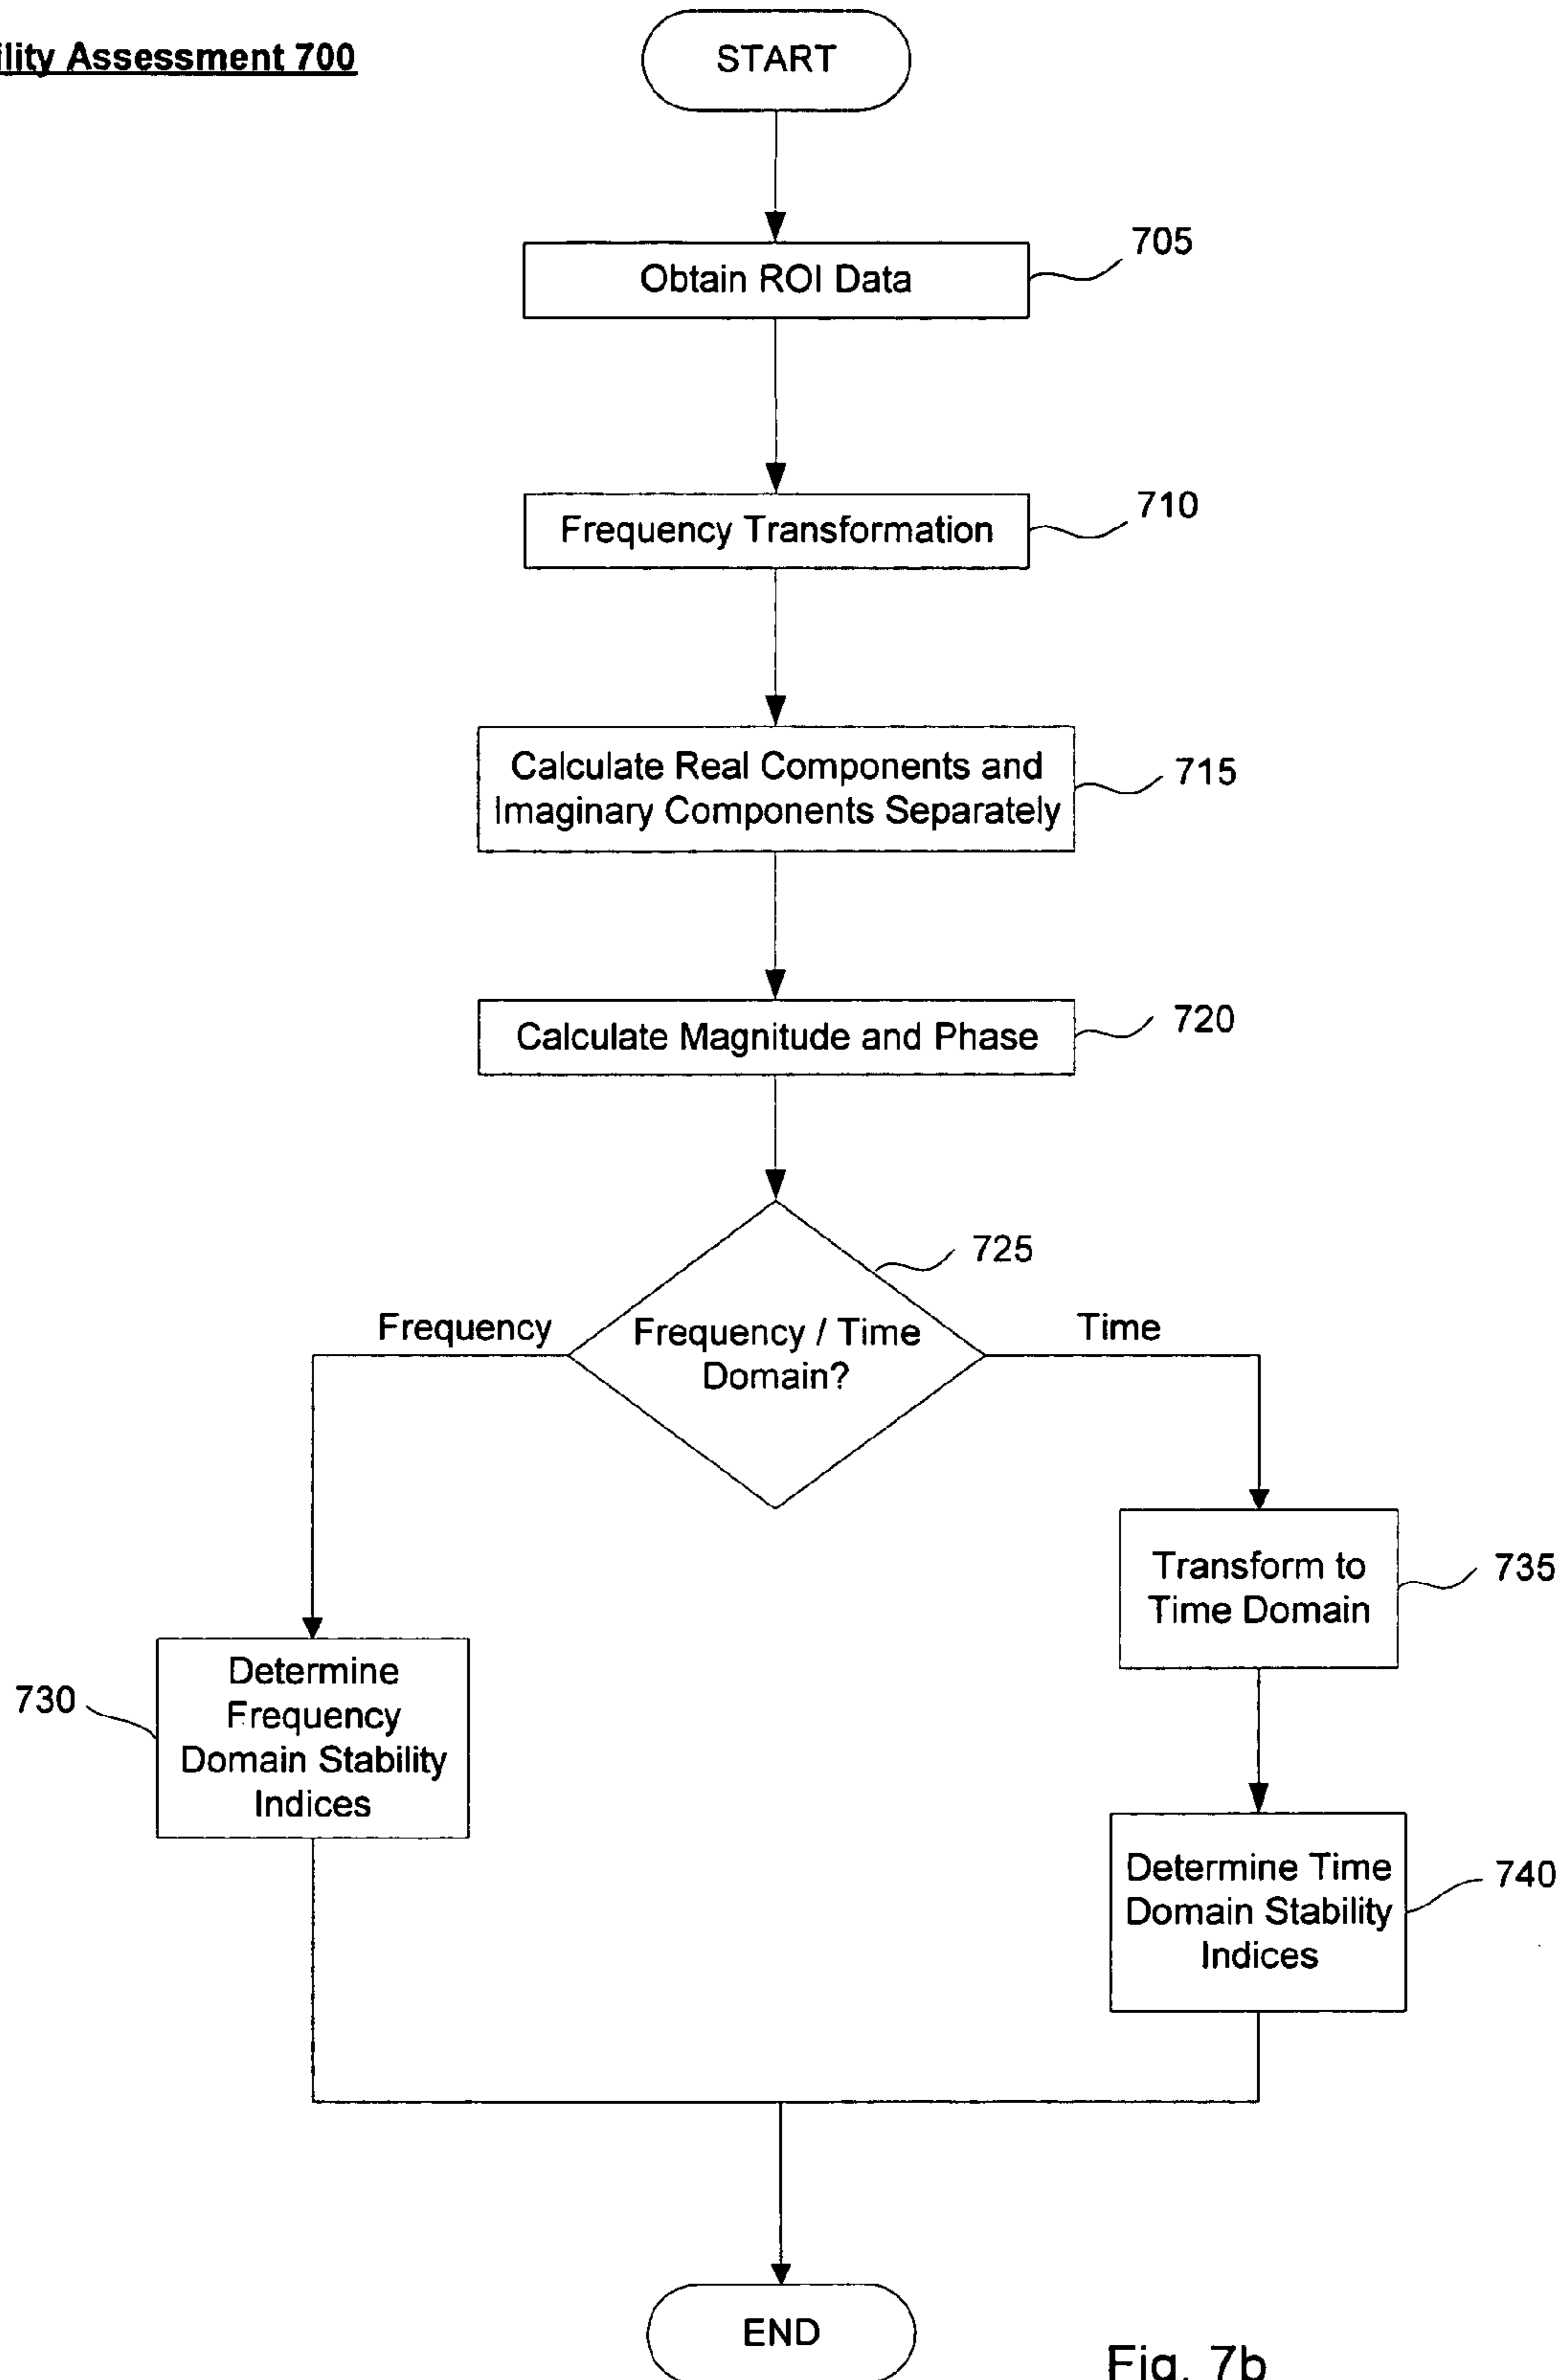 Assessment 700
START
705
Obtain ROI Data
710
Frequency Transformation
Calculate Real Components and
Imaginary Components Separately
715
Calculate Magnitude and Phase
720
725
Frequency
Frequency / Time
Domain?
Time
Transform to
Time Domain
735
730
Determine
Frequency
Domain Stability
Indices
Determine Time
Domain Stability
Indices
740
END
Fig. 7b